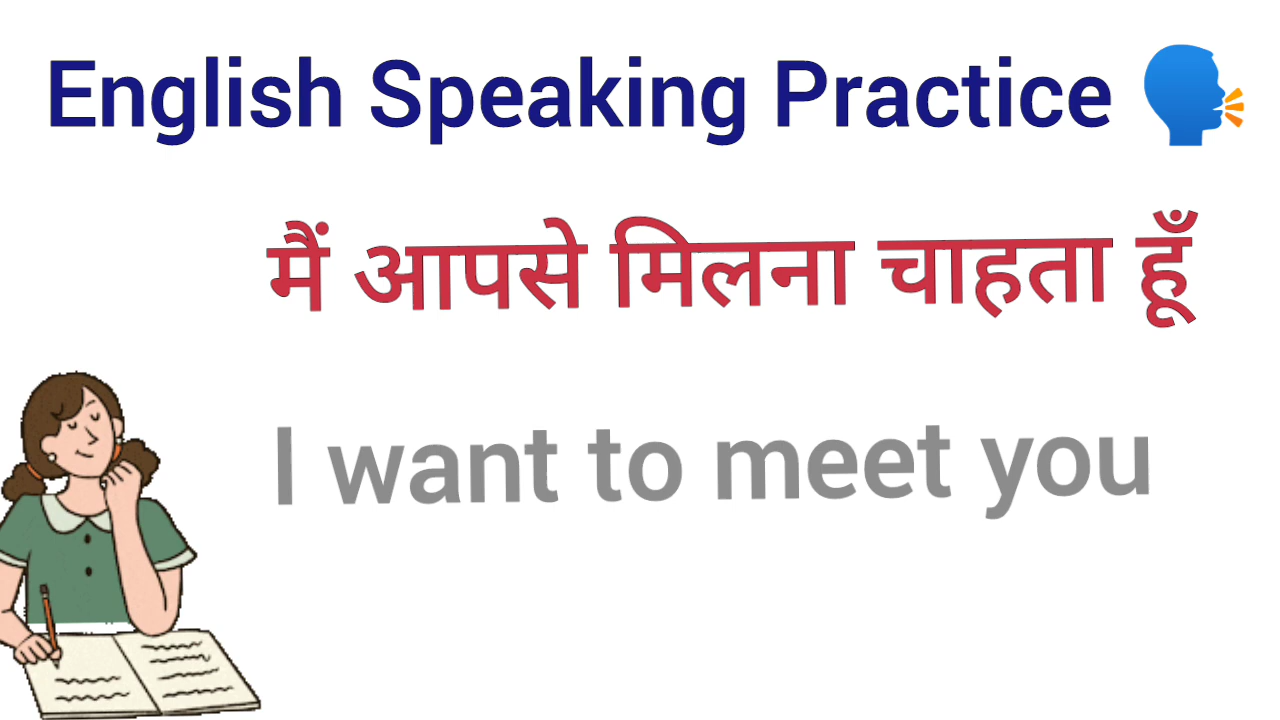 English Speaking Practice 🗣
मैं आपसे मिलना चाहता हूँ
I want to meet you